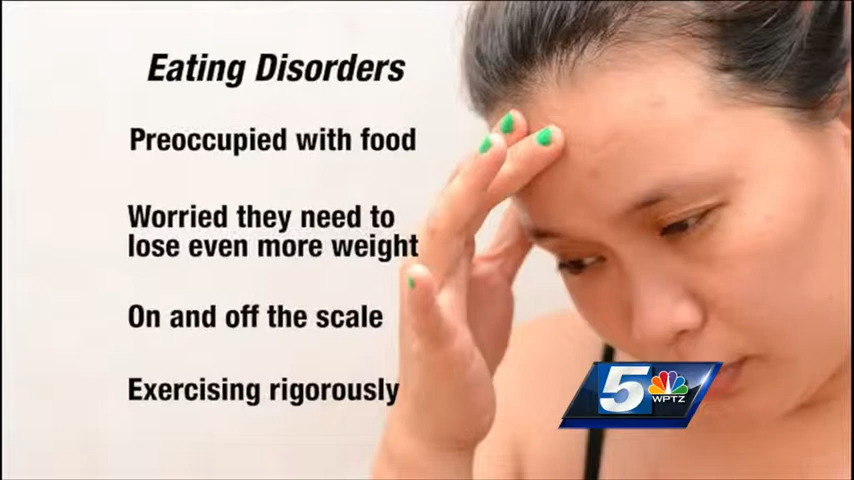 Eating Disorders
Preoccupied with food
Worried they need to
lose even more weight
On and off the scale
Exercising rigorously
5
WPTZ